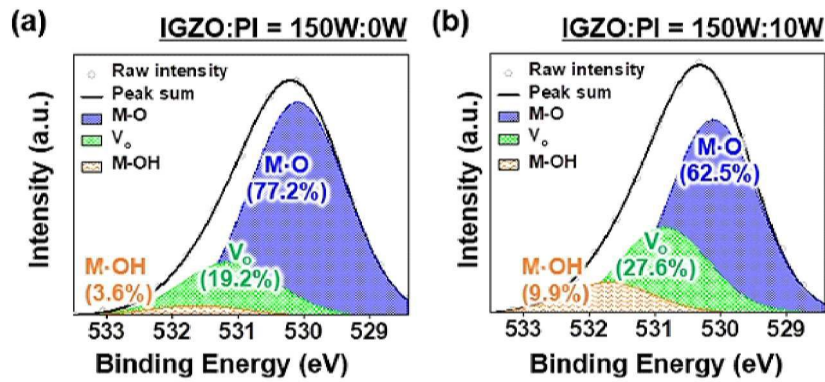 (a)
IGZO:PI = 150W:0W
Raw intensity
Peak sum
M-O
Vo
M-OH
M·O
(77.2%)
Vo
(19.2%)
M·OH
(3.6%)
Intensity (a.u.)
533 532 531 530 529
Binding Energy (eV)
(b)
IGZO:PI = 150W:10W
Raw intensity
Peak sum
M-O
Vo
M-OH
M·O
(62.5%)
Vo
(27.6%)
M·OH
(9.9%)
Intensity (a.u.)
533 532 531 530 529
Binding Energy (eV)